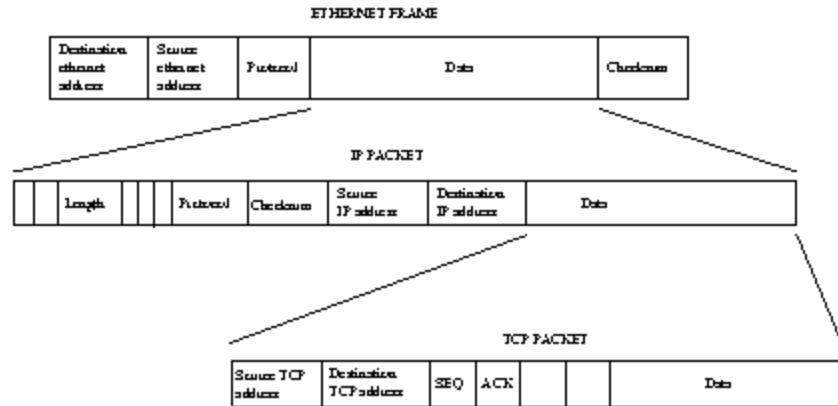 ETHERNET FRAME
Destination
ethernet
address
Source
ethernet
address
Protocol
Data
Checksum
IP PACKET
Length
Protocol
Checksum
Source
IP address
Destination
IP address
Data
TCP PACKET
Source TCP
address
Destination
TCP address
SEQ
ACK
Data